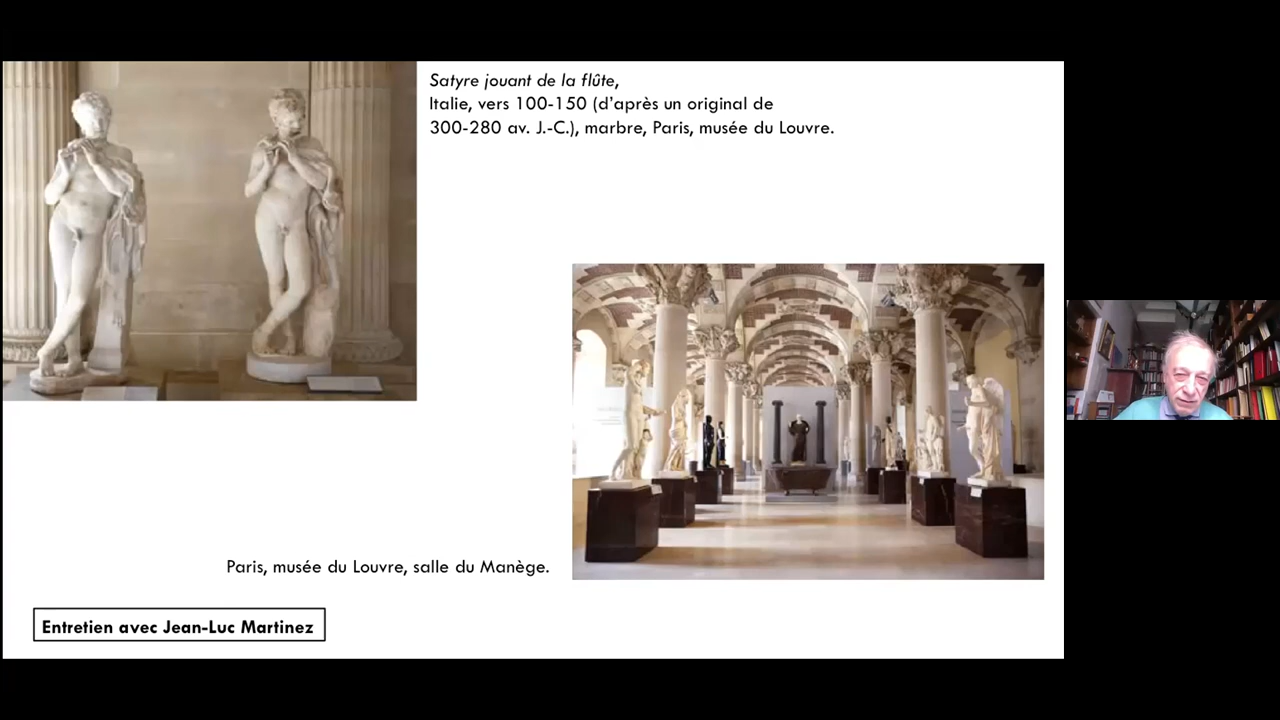 Satyre jouant de la flûte,
Italie, vers 100-150 (d'après un original de
300-280 av. J.-C.), marbre, Paris, musée du Louvre.
Paris, musée du Louvre, salle du Manège.
Entretien avec Jean-Luc Martinez